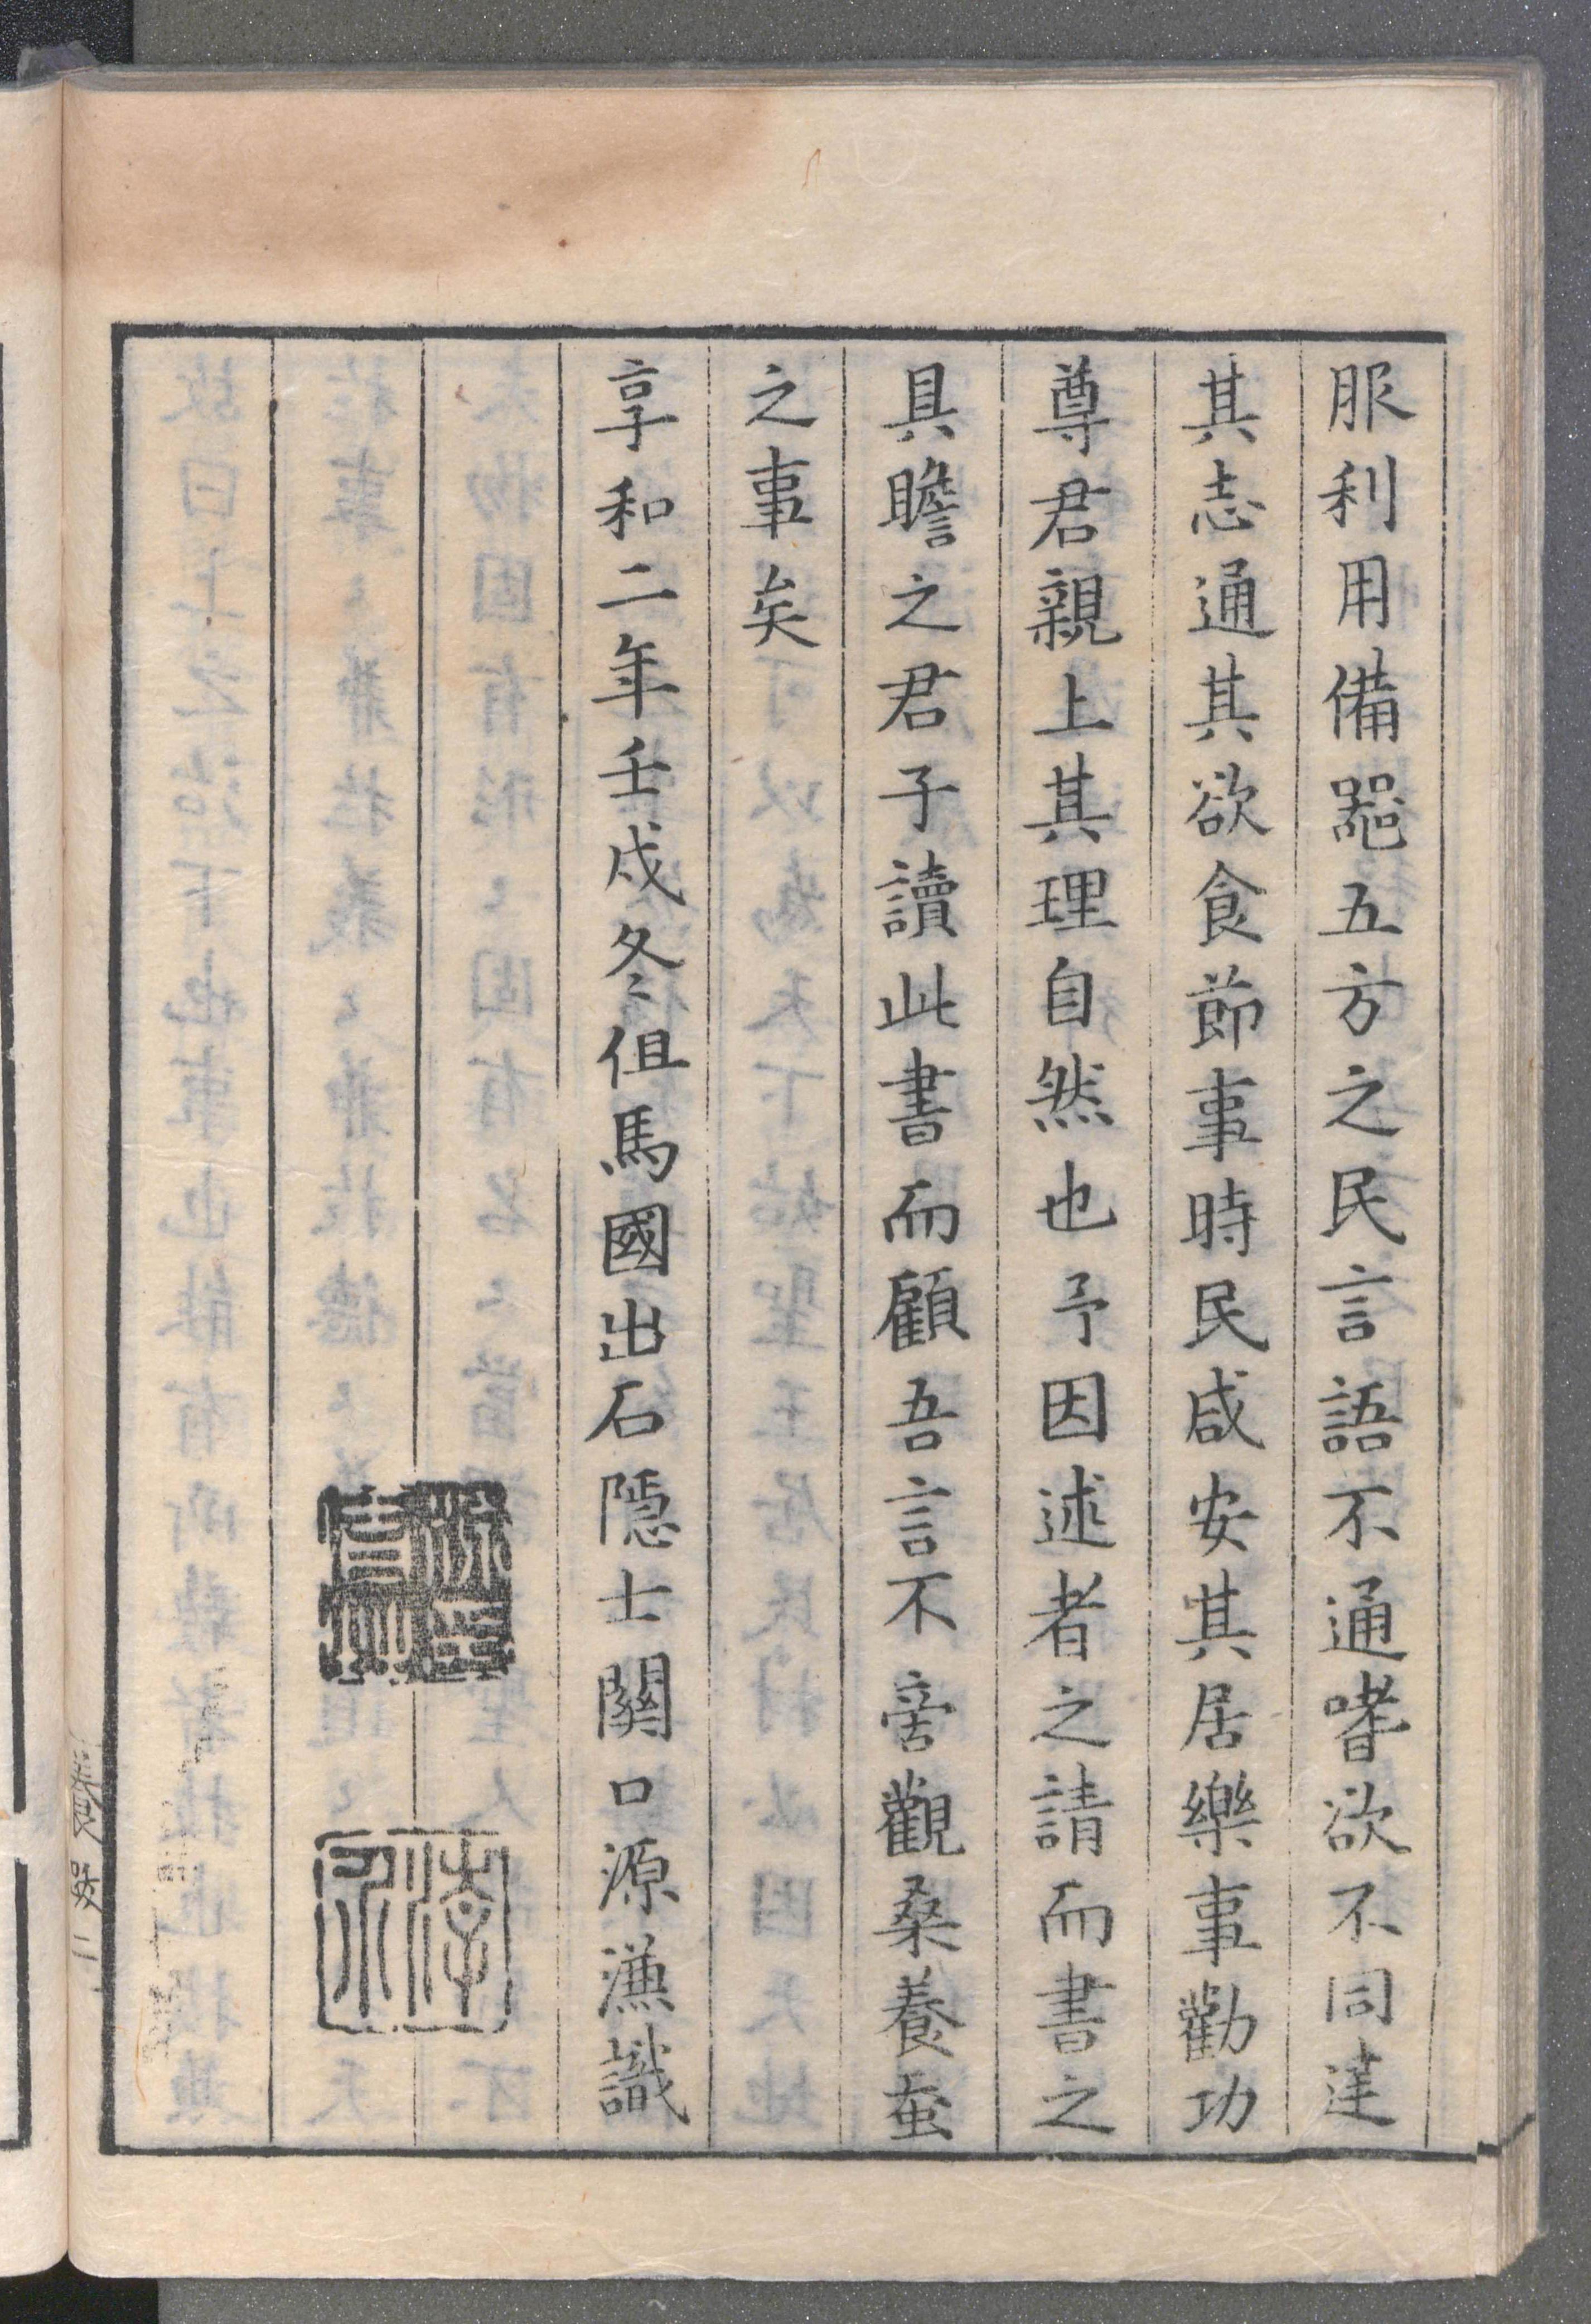 服利用備噐五方之民言語不通嗜欲不同達
其志通其欲食節事時民咸安其居樂事勸功
尊君親上其理自然也予因述者之請而書之
具瞻之君子讀此書而顧吾言不啻觀桑養蚕
之事矣
享和二年壬戌冬但馬國出石隱士関口源濂識
跋二